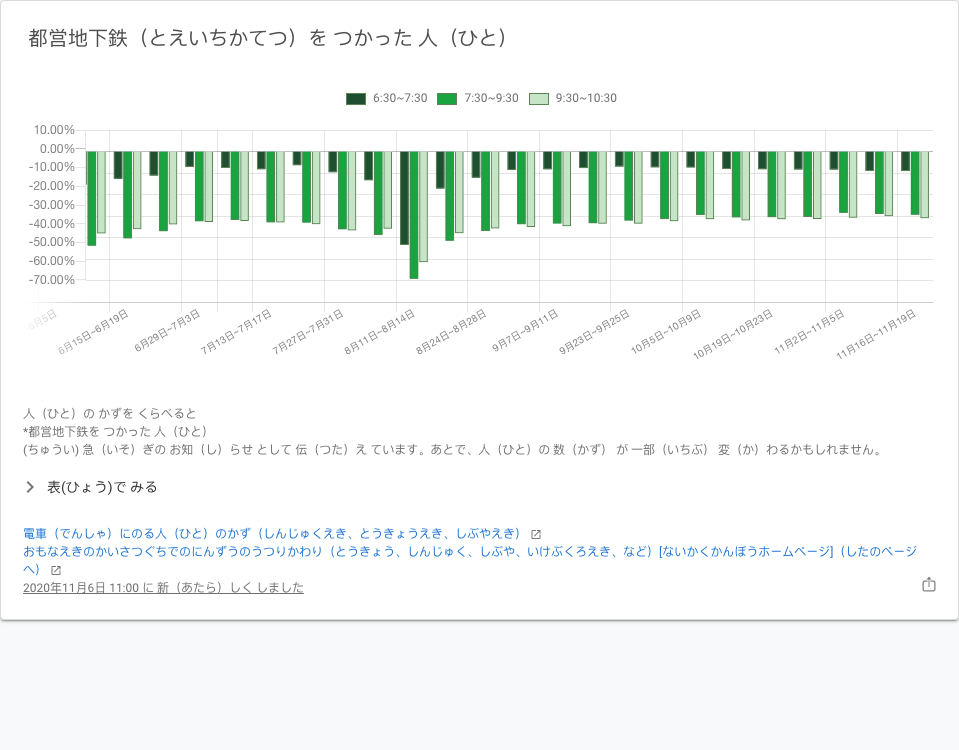 都営地下鉄（とえいちかてつ）を つかった 人（ひと）
6:30~7:30 7:30~9:30 9:30~10:30
10.00%
0.00%
-10.00%
-20.00%
-30.00%
-40.00%
-50.00%
-60.00%
-70.00%
6月15日~6月19日
6月29日~7月3日
7月13日~7月17日
7月27日~7月31日
8月11日~8月14日
8月24日~8月28日
9月7日~9月11日
9月23日~9月25日
10月5日~10月9日
10月19日~10月23日
11月2日~11月5日
11月16日~11月19日
人（ひと）の かずを くらべると
*都営地下鉄を つかった 人（ひと）
(ちゅうい) 急（いそ）ぎの お知（し）らせ として 伝（つた）え ています。あとで、人（ひと）の 数（かず） が 一部（いちぶ） 変（か）わるかもしれません。
表(ひょう)で みる
電車（でんしゃ）にのる人（ひと）のかず（しんじゅくえき、とうきょうえき、しぶやえき）
おもなえきのかいさつぐちでのにんずうのうつりかわり（とうきょう、しんじゅく、しぶや、いけぶくろえき、など）[ないかくかんぼうホームページ]（したのページ
へ）
2020年11月6日 11:00 に 新（あたら）しく しました